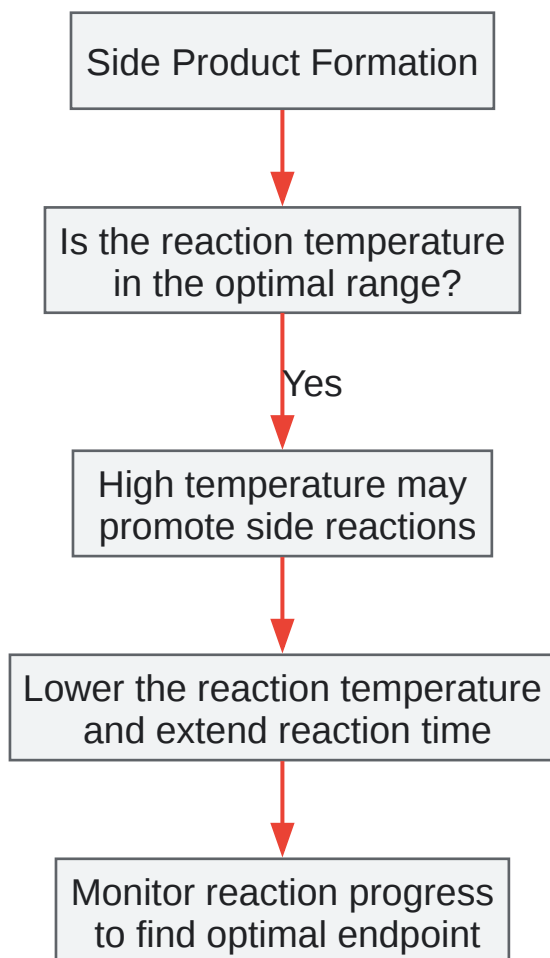 Side Product Formation
Is the reaction temperature
in the optimal range?
Yes
High temperature may
promote side reactions
Lower the reaction temperature
and extend reaction time
Monitor reaction progress
to find optimal endpoint